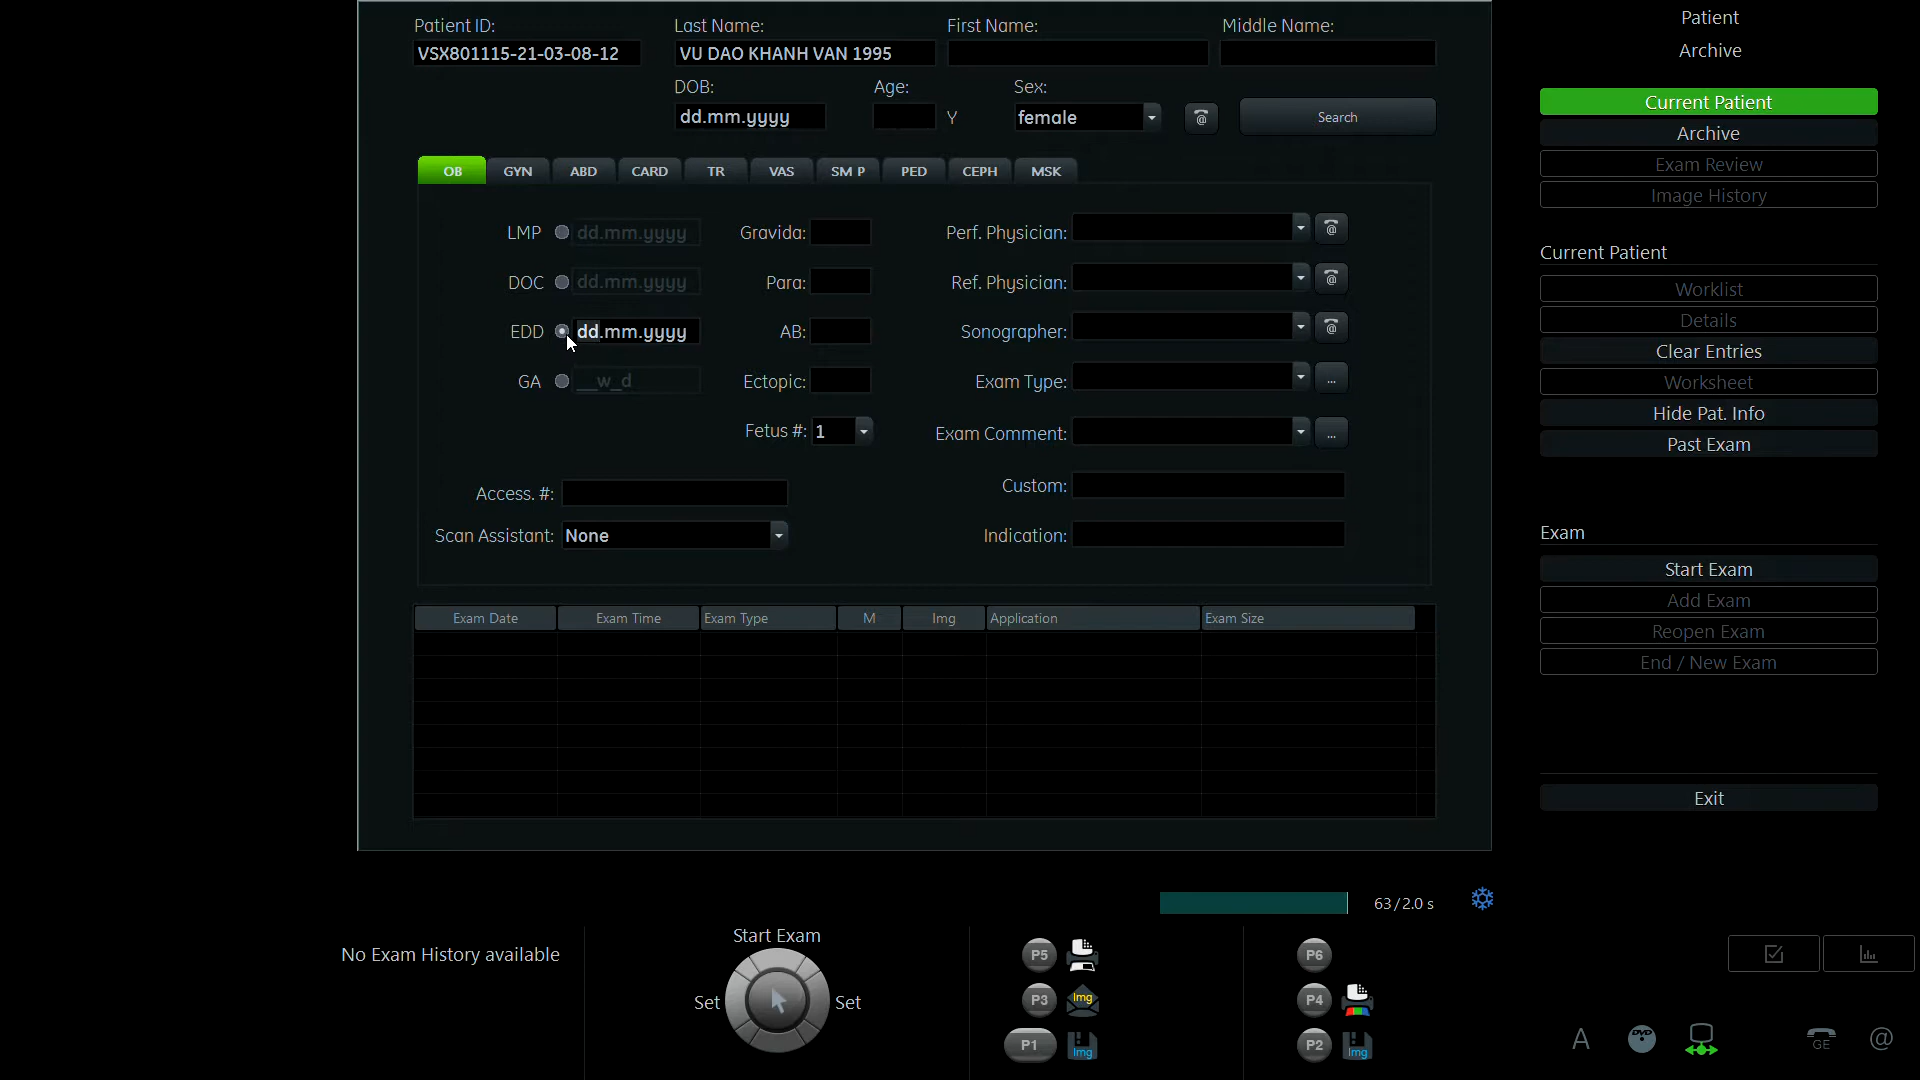 Patient ID: Last Name: First Name: Middle Name:
VSX801115-21-03-08-12 VU DAO KHANH VAN 1995
DOB: Age: Sex:
dd.mm.yyyy Y female @ Search
OB GYN ABD CARD TR VAS SM P PED CEPH MSK
LMP dd.mm.yyyy Gravida: Perf. Physician: @
DOC dd.mm.yyyy Para: Ref. Physician: @
EDD dd.mm.yyyy AB: Sonographer: @
GA __w_d Ectopic: Exam Type: ...
Fetus #: 1 Exam Comment: ...
Access. #: Custom:
Scan Assistant: None Indication:
Exam Date Exam Time Exam Type M Img Application Exam Size
Patient
Archive
Current Patient
Archive
Exam Review
Image History
Current Patient
Worklist
Details
Clear Entries
Worksheet
Hide Pat. Info
Past Exam
Exam
Start Exam
Add Exam
Reopen Exam
End / New Exam
Exit
63/2.0 s
No Exam History available
Start Exam
Set Set
P5 P6
P3 Img P4
P1 Img P2 Img
A DVD GE @